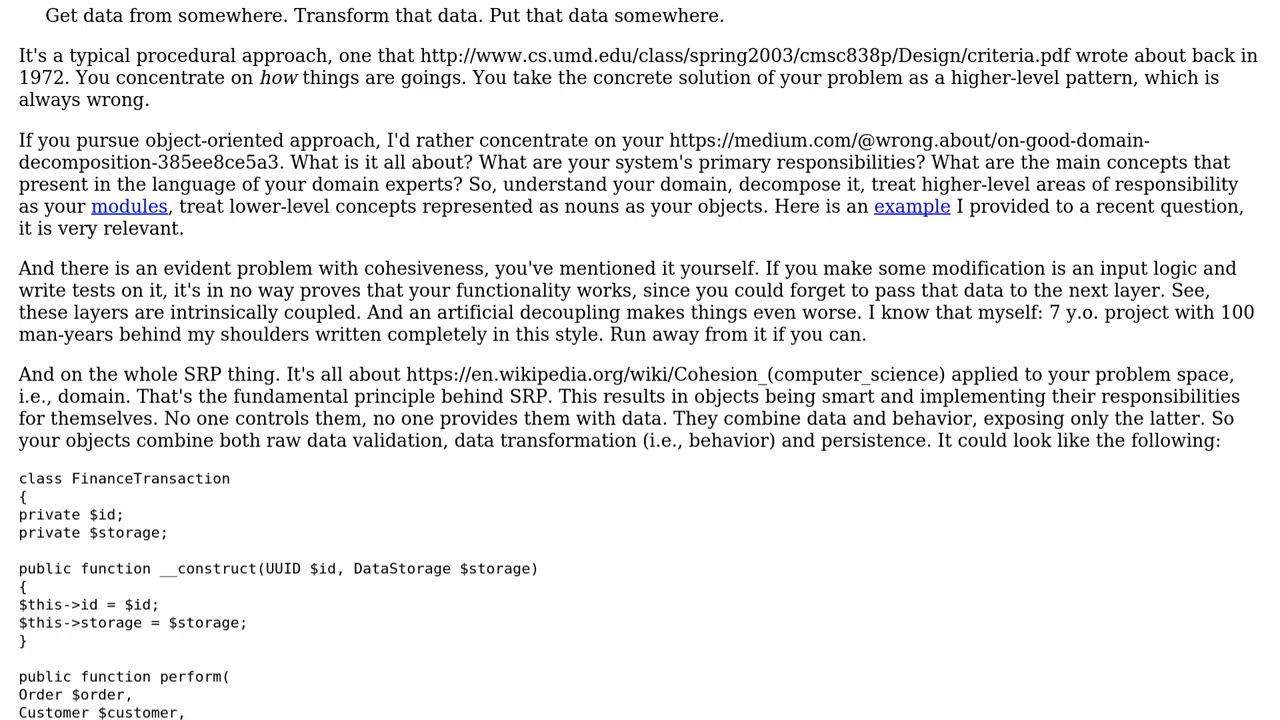 Get data from somewhere. Transform that data. Put that data somewhere.
It's a typical procedural approach, one that http://www.cs.umd.edu/class/spring2003/cmsc838p/Design/criteria.pdf wrote about back in
1972. You concentrate on how things are goings. You take the concrete solution of your problem as a higher-level pattern, which is
always wrong.
If you pursue object-oriented approach, I'd rather concentrate on your https://medium.com/@wrong.about/on-good-domain-
decomposition-385ee8ce5a3. What is it all about? What are your system's primary responsibilities? What are the main concepts that
present in the language of your domain experts? So, understand your domain, decompose it, treat higher-level areas of responsibility
as your modules, treat lower-level concepts represented as nouns as your objects. Here is an example I provided to a recent question,
it is very relevant.
And there is an evident problem with cohesiveness, you've mentioned it yourself. If you make some modification is an input logic and
write tests on it, it's in no way proves that your functionality works, since you could forget to pass that data to the next layer. See,
these layers are intrinsically coupled. And an artificial decoupling makes things even worse. I know that myself: 7 y.o. project with 100
man-years behind my shoulders written completely in this style. Run away from it if you can.
And on the whole SRP thing. It's all about https://en.wikipedia.org/wiki/Cohesion_(computer_science) applied to your problem space,
i.e., domain. That's the fundamental principle behind SRP. This results in objects being smart and implementing their responsibilities
for themselves. No one controls them, no one provides them with data. They combine data and behavior, exposing only the latter. So
your objects combine both raw data validation, data transformation (i.e., behavior) and persistence. It could look like the following:
class FinanceTransaction
{
private $id;
private $storage;
public function __construct(UUID $id, DataStorage $storage)
{
$this->id = $id;
$this->storage = $storage;
}
public function perform(
Order $order,
Customer $customer,